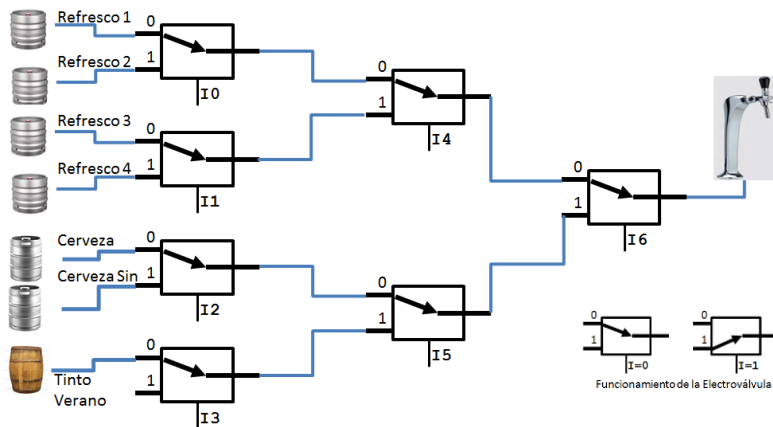 Refresco 1
0
Refresco 2
1
I0
Refresco 3
0
Refresco 4
1
I1
0
1
I4
Cerveza
0
Cerveza Sin
1
I2
Tinto
Verano
0
1
I3
0
1
I5
0
1
I6
0
1
I=0
0
1
I=1
Funcionamiento de la Electroválvula